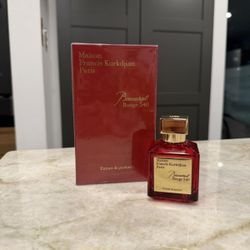 Maison
Francis Kurkdjian
Paris
Baccarat
Rouge 540
Extrait de parfum
Maison
Francis Kurkdjian
Paris
Baccarat
Rouge 540